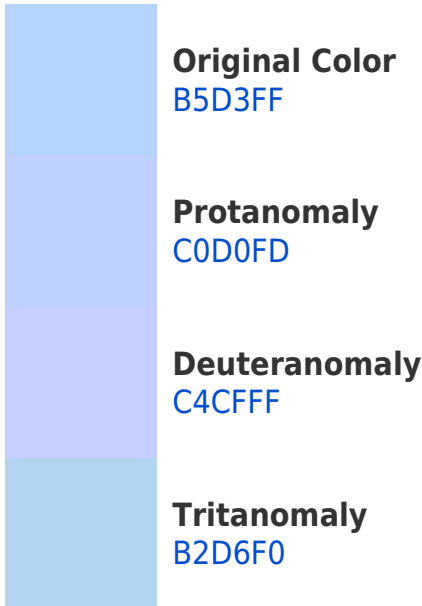 Original Color
B5D3FF
Protanomaly
C0D0FD
Deuteranomaly
C4CFFF
Tritanomaly
B2D6F0